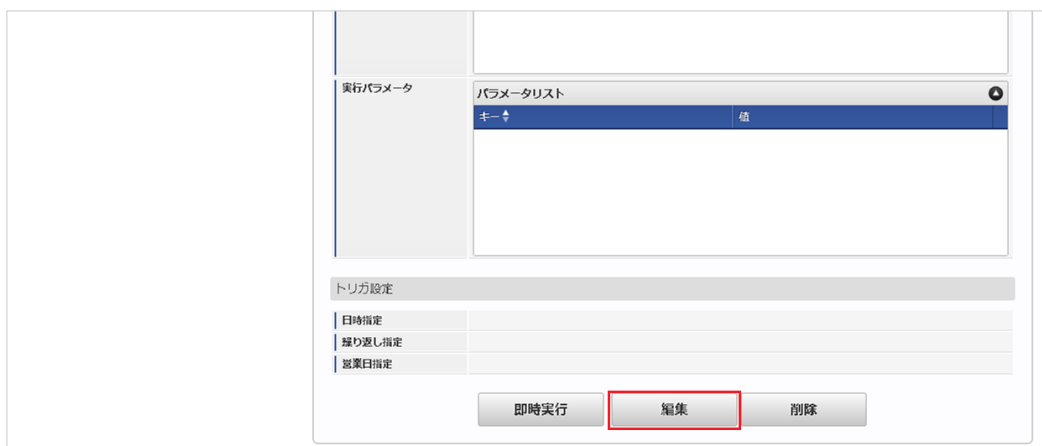 実行パラメータ
パラメータリスト
キー 値
トリガ設定
日時指定
繰り返し指定
営業日指定
即時実行 編集 削除